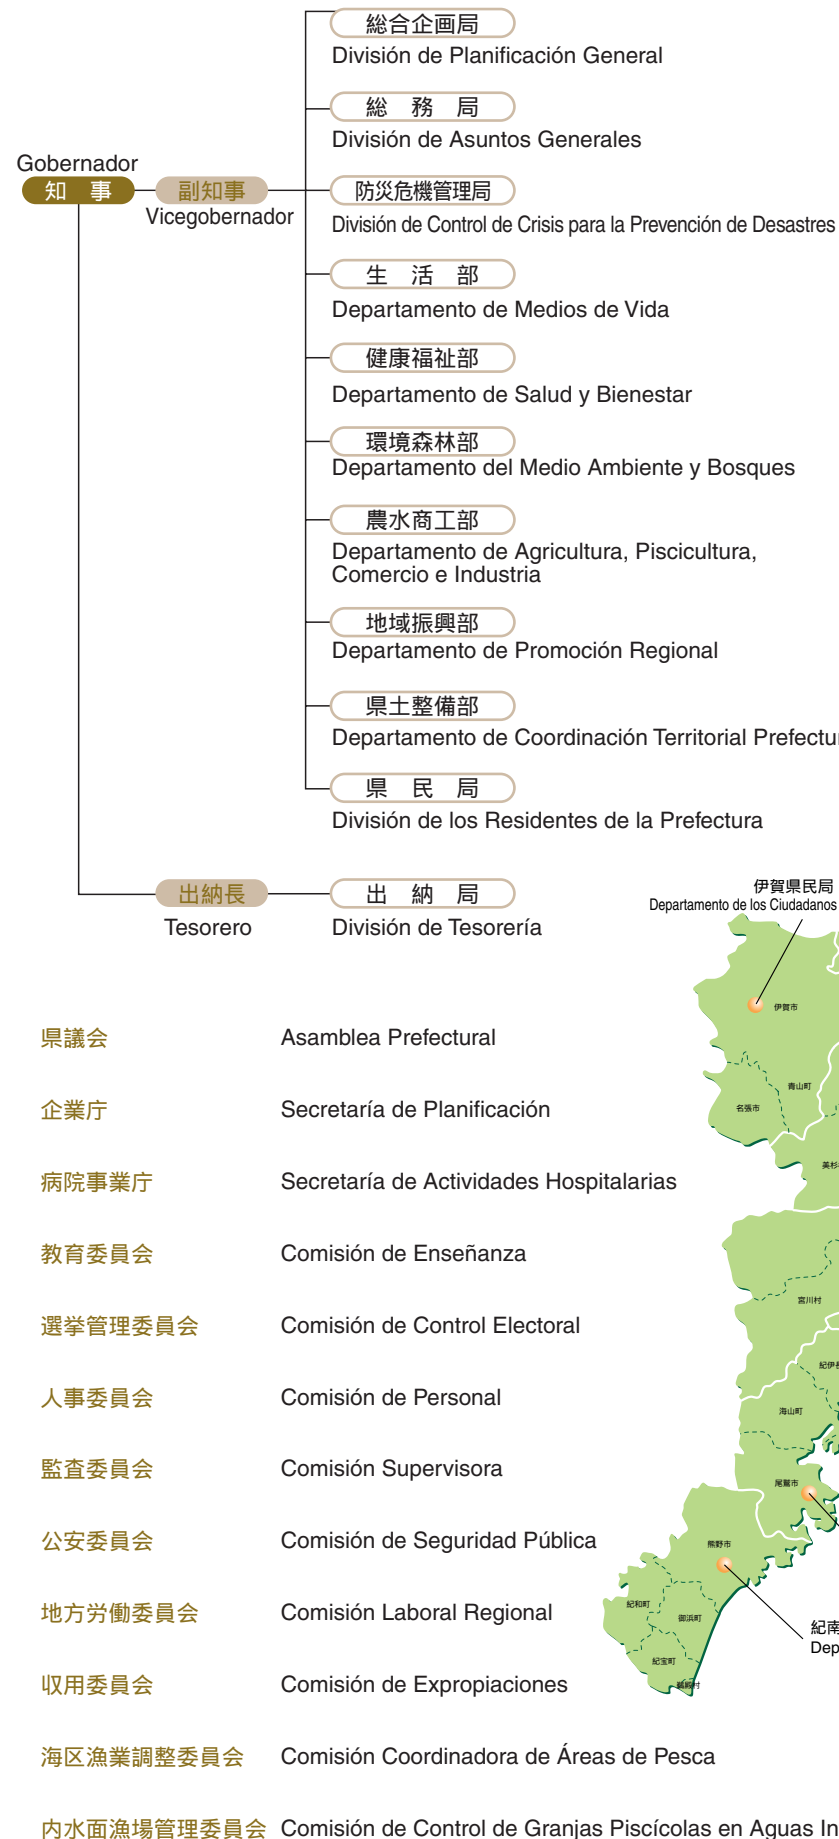 総合企画局
División de Planificación General
総務局
División de Asuntos Generales
Gobernador
知事
副知事
Vicegobernador
防災危機管理局
División de Control de Crisis para la Prevención de Desastres
生活部
Departamento de Medios de Vida
健康福祉部
Departamento de Salud y Bienestar
環境森林部
Departamento del Medio Ambiente y Bosques
農水商工部
Departamento de Agricultura, Piscicultura,
Comercio e Industria
地域振興部
Departamento de Promoción Regional
県土整備部
Departamento de Coordinación Territorial
県民局
División de los Residentes de la Prefectura
出納長
Tesorero
出納局
División de Tesorería
伊賀県民局
Departamento de los Ciudadanos
伊賀市
青山町
名張市
美杉
宮川村
紀伊長
海山町
尾鷲市
熊野市
紀和町
御浜町
紀宝町
鵜殿村
紀南
県議会 Asamblea Prefectural
企業庁 Secretaría de Planificación
病院事業庁 Secretaría de Actividades Hospitalarias
教育委員会 Comisión de Enseñanza
選挙管理委員会 Comisión de Control Electoral
人事委員会 Comisión de Personal
監査委員会 Comisión Supervisora
公安委員会 Comisión de Seguridad Pública
地方労働委員会 Comisión Laboral Regional
収用委員会 Comisión de Expropiaciones
海区漁業調整委員会 Comisión Coordinadora de Áreas de Pesca
内水面漁場管理委員会 Comisión de Control de Granjas Piscícolas en Aguas